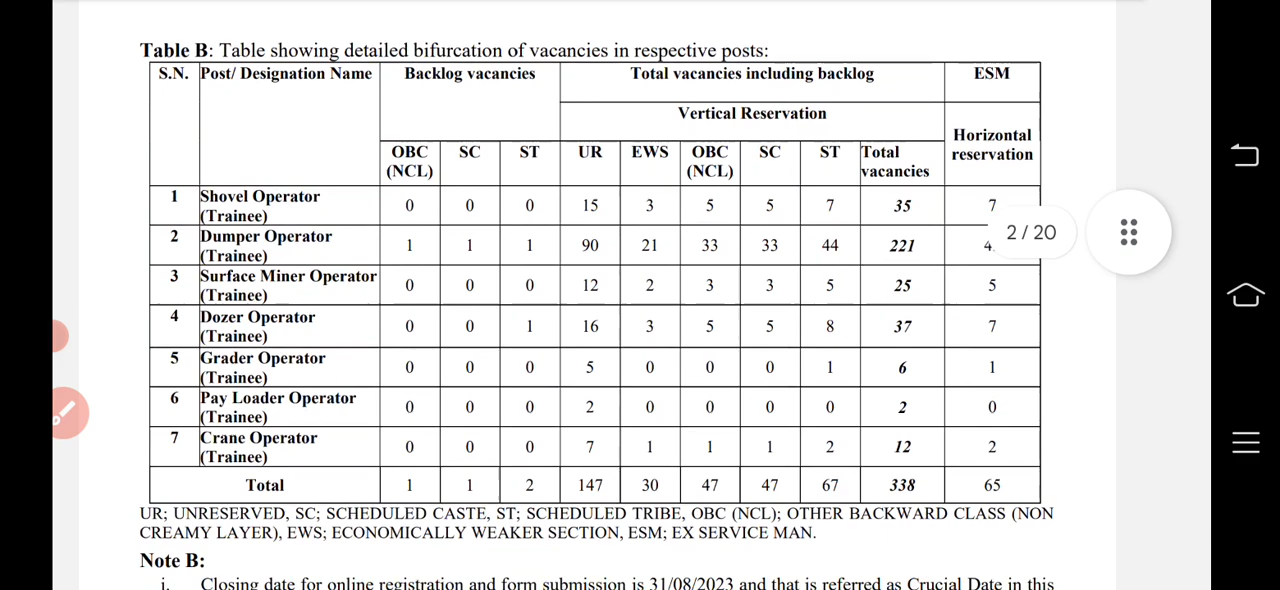 Table B: Table showing detailed bifurcation of vacancies in respective posts:
S.N. Post/ Designation Name Backlog vacancies Total vacancies including backlog ESM
Vertical Reservation Horizontal reservation
OBC (NCL) SC ST UR EWS OBC (NCL) SC ST Total vacancies
1 Shovel Operator (Trainee) 0 0 0 15 3 5 5 7 35 7
2 Dumper Operator (Trainee) 1 1 1 90 21 33 33 44 221
3 Surface Miner Operator (Trainee) 0 0 0 12 2 3 3 5 25 5
4 Dozer Operator (Trainee) 0 0 1 16 3 5 5 8 37 7
5 Grader Operator (Trainee) 0 0 0 5 0 0 0 1 6 1
6 Pay Loader Operator (Trainee) 0 0 0 2 0 0 0 0 2 0
7 Crane Operator (Trainee) 0 0 0 7 1 1 1 2 12 2
Total 1 1 2 147 30 47 47 67 338 65
2 / 20
UR; UNRESERVED, SC; SCHEDULED CASTE, ST; SCHEDULED TRIBE, OBC (NCL); OTHER BACKWARD CLASS (NON
CREAMY LAYER), EWS; ECONOMICALLY WEAKER SECTION, ESM; EX SERVICE MAN.
Note B:
i. Closing date for online registration and form submission is 31/08/2023 and that is referred as Crucial Date in this